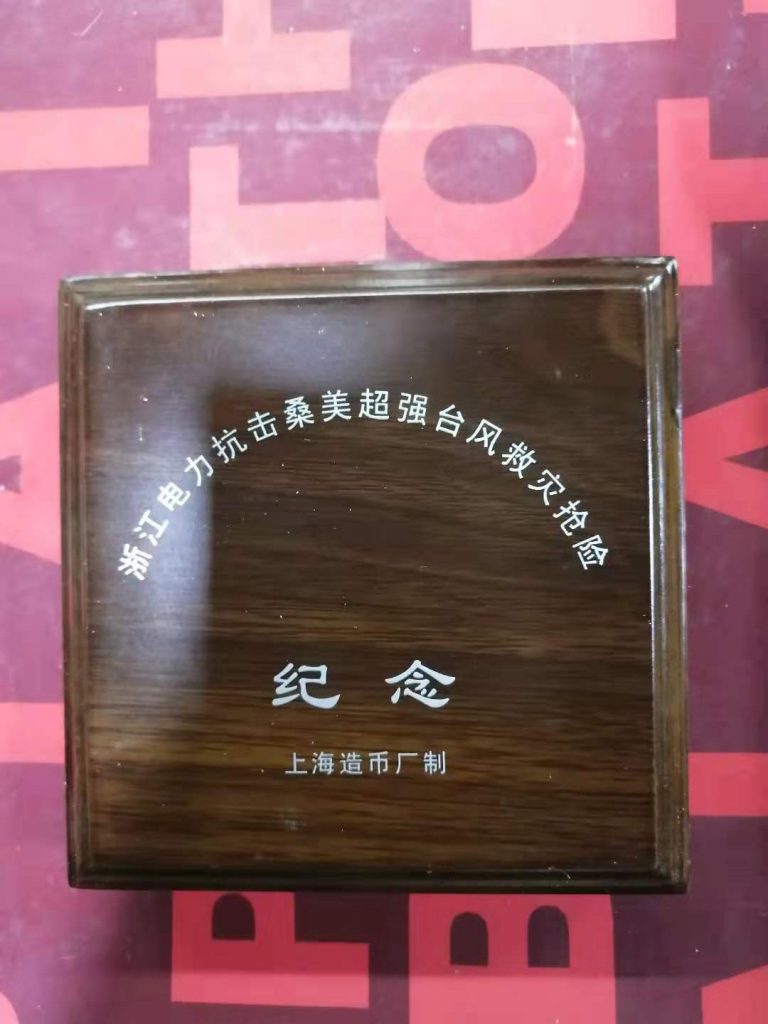 浙江电力抗击桑美超强台风救灾抢险
纪念
上海造币厂制